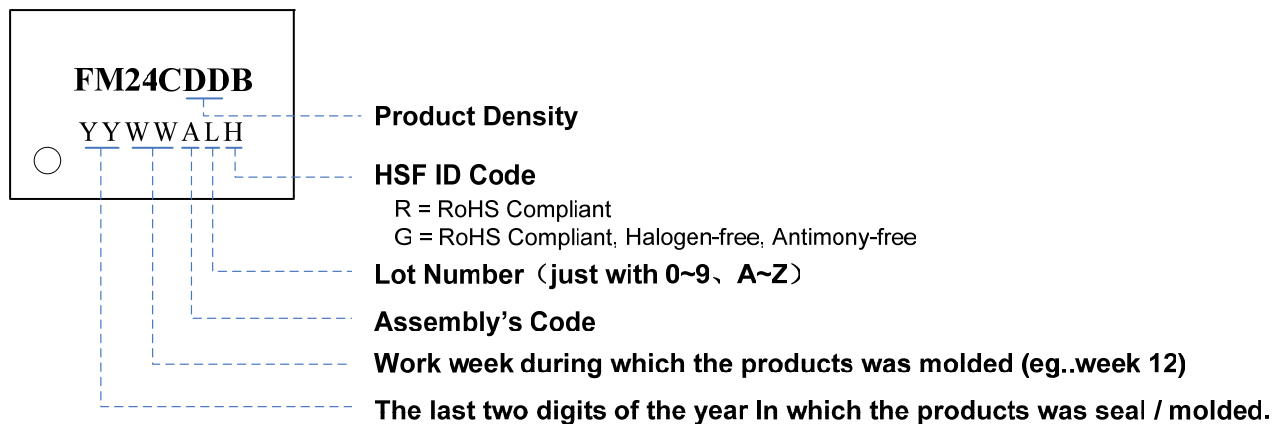 FM24CDDB
YYWWALH
Product Density
HSF ID Code
R = RoHS Compliant
G = RoHS Compliant, Halogen-free, Antimony-free
Lot Number（just with 0~9、A~Z）
Assembly's Code
Work week during which the products was molded (eg..week 12)
The last two digits of the year In which the products was seal / molded.